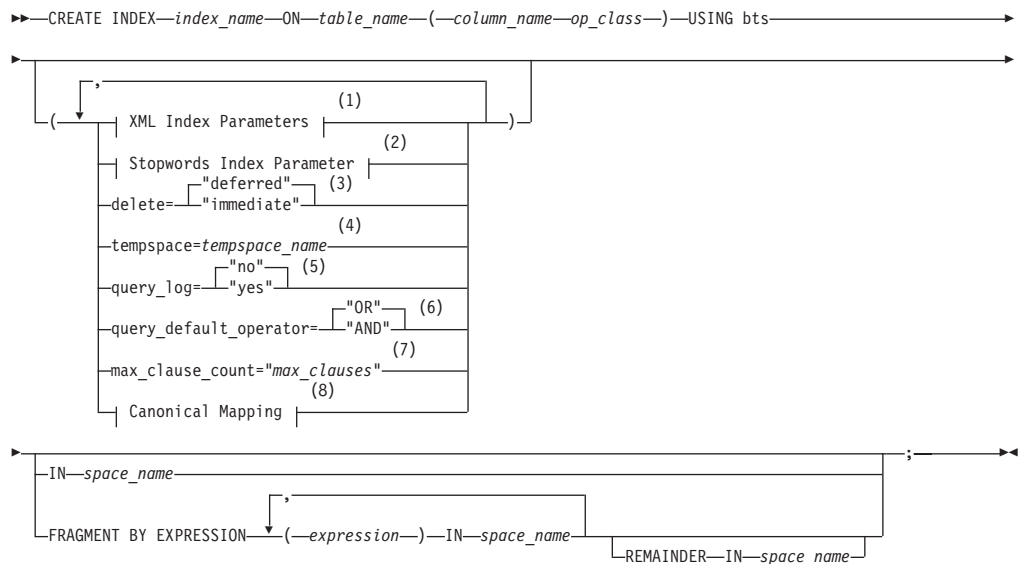 CREATE INDEX index_name ON table_name ( column_name op_class ) USING bts
,
(1)
( XML Index Parameters )
(2)
Stopwords Index Parameter
"deferred" (3)
delete= "immediate"
(4)
tempspace=tempspace_name
"no" (5)
query_log= "yes"
"OR" (6)
query_default_operator= "AND"
(7)
max_clause_count="max_clauses"
(8)
Canonical Mapping
;
IN space_name
,
FRAGMENT BY EXPRESSION ( expression ) IN space_name
REMAINDER IN space_name